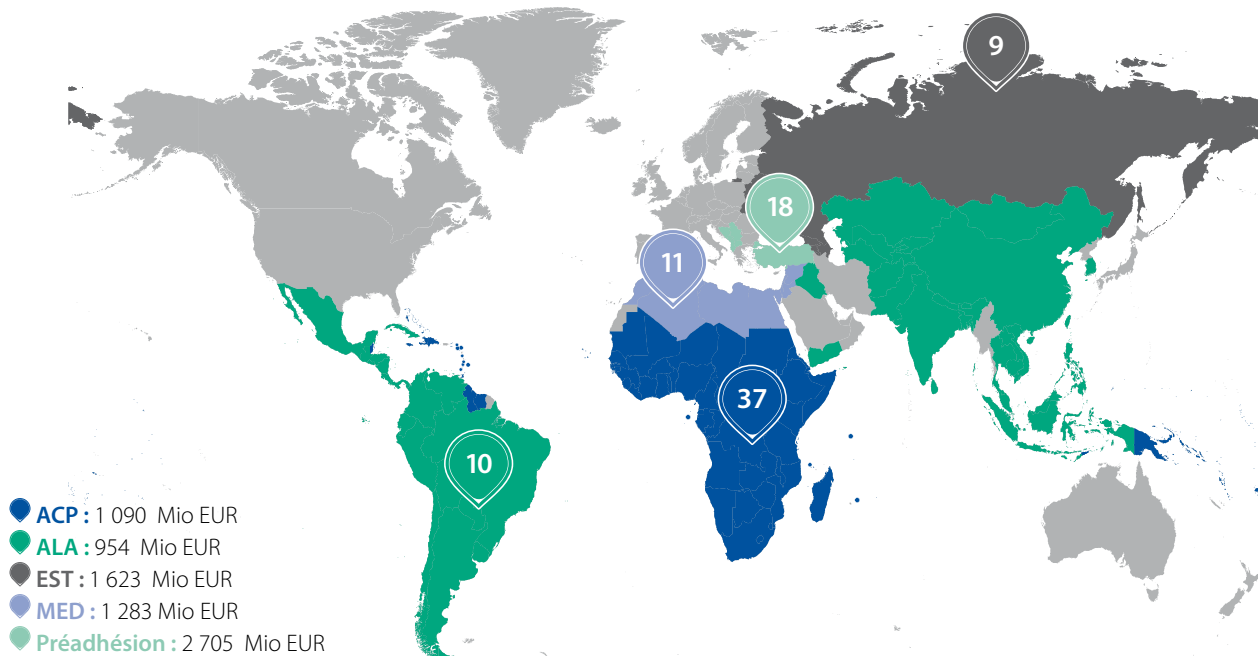 9
18
11
37
10
ACP : 1 090 Mio EUR
ALA : 954 Mio EUR
EST : 1 623 Mio EUR
MED : 1 283 Mio EUR
Préadhésion : 2 705 Mio EUR